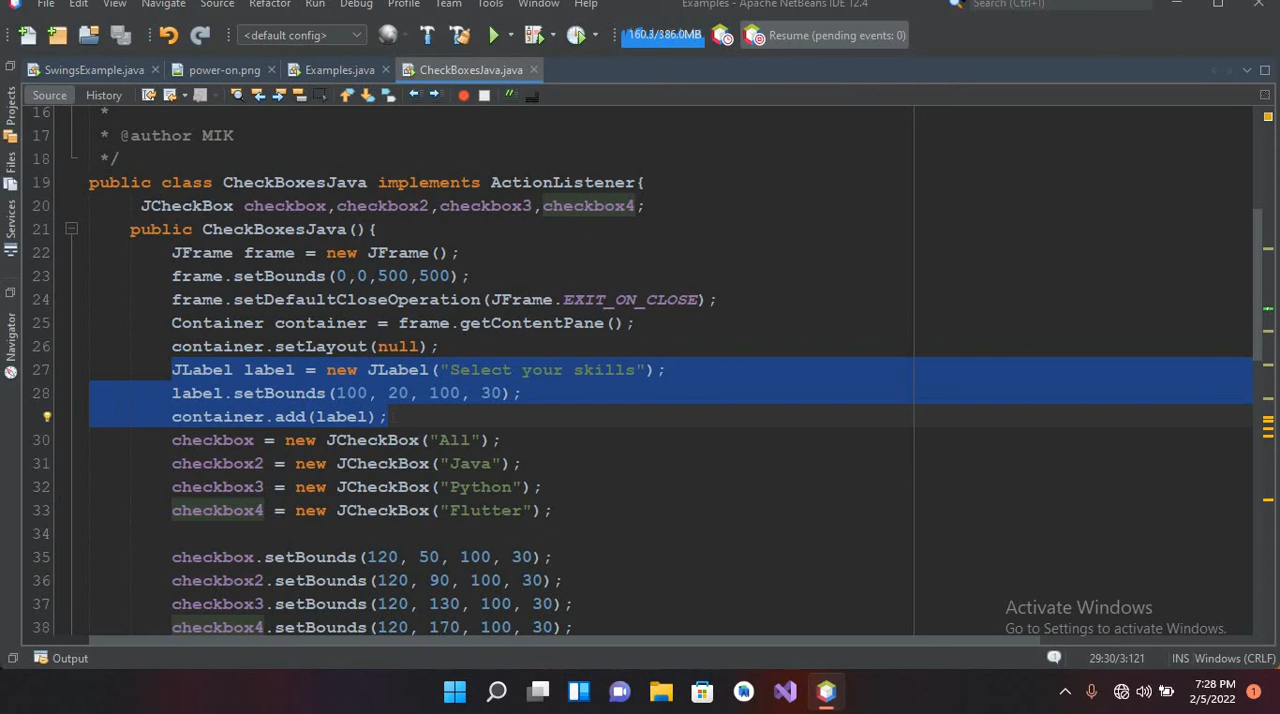 File Edit View Navigate Source Refactor Run Debug Profile Team Tools Window Help Examples - Apache NetBeans IDE 12.4 Search (Ctrl+I)
<default config> 160.3/386.0MB Resume (pending events: 0)
SwingsExample.java power-on.png Examples.java CheckBoxesJava.java
Source History
Projects
Files
Services
Navigator
16 *
17 * @author MIK
18 */
19 public class CheckBoxesJava implements ActionListener{
20 JCheckBox checkbox,checkbox2,checkbox3,checkbox4;
21 public CheckBoxesJava(){
22 JFrame frame = new JFrame();
23 frame.setBounds(0,0,500,500);
24 frame.setDefaultCloseOperation(JFrame.EXIT_ON_CLOSE);
25 Container container = frame.getContentPane();
26 container.setLayout(null);
27 JLabel label = new JLabel("Select your skills");
28 label.setBounds(100, 20, 100, 30);
container.add(label);
30 checkbox = new JCheckBox("All");
31 checkbox2 = new JCheckBox("Java");
32 checkbox3 = new JCheckBox("Python");
33 checkbox4 = new JCheckBox("Flutter");
34
35 checkbox.setBounds(120, 50, 100, 30);
36 checkbox2.setBounds(120, 90, 100, 30);
37 checkbox3.setBounds(120, 130, 100, 30);
38 checkbox4.setBounds(120, 170, 100, 30);
Activate Windows
Go to Settings to activate Windows.
Output 29:30/3:121 INS Windows (CRLF)
7:28 PM
2/5/2022 1